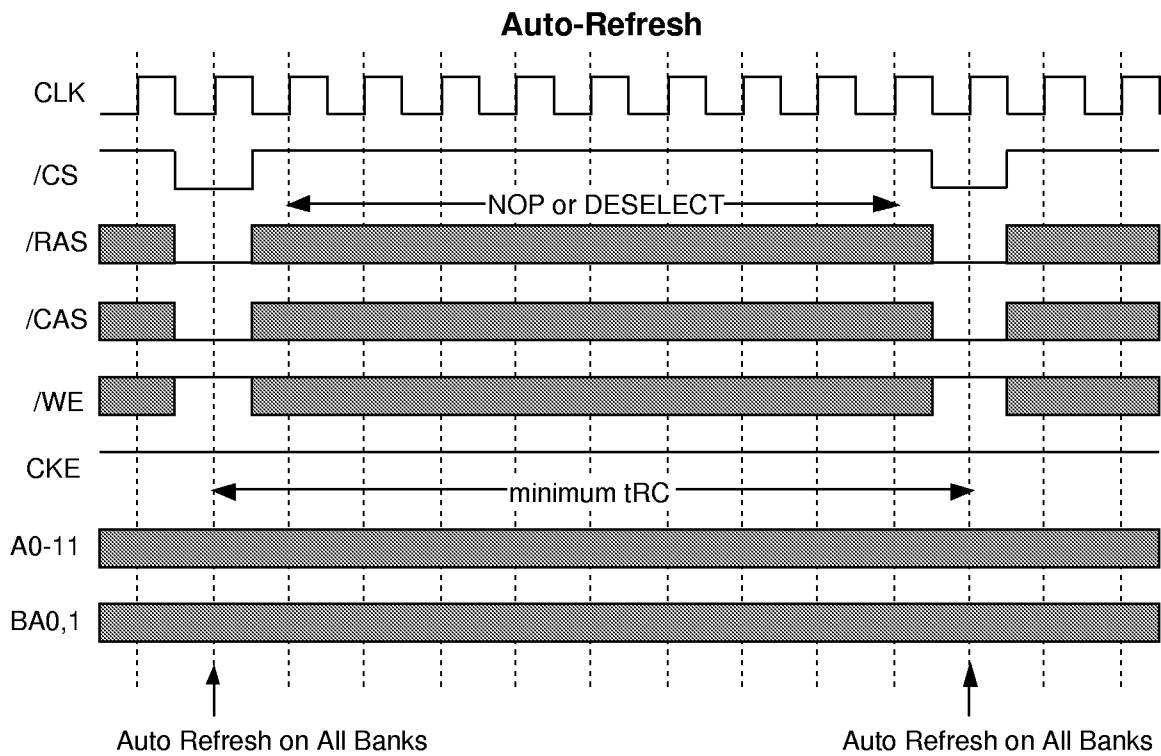 Auto-Refresh
CLK
/CS
NOP or DESELECT
/RAS
/CAS
/WE
CKE
minimum tRC
A0-11
BA0,1
Auto Refresh on All Banks
Auto Refresh on All Banks